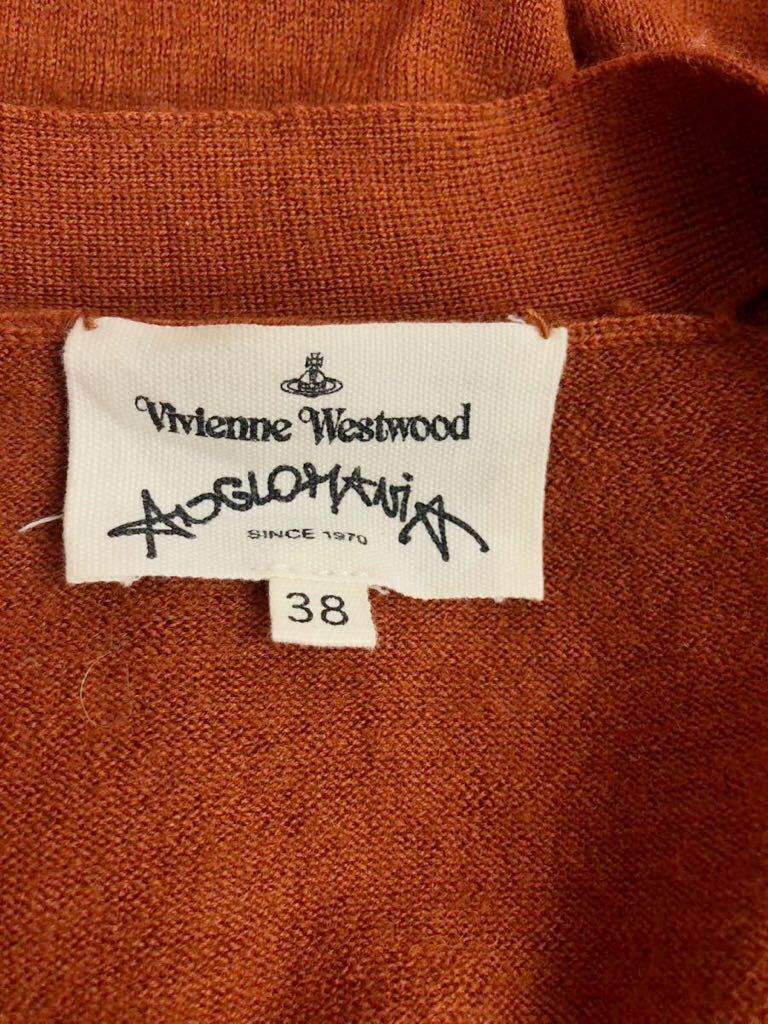 Vivienne Westwood
ANGLOMANiA
SINCE 1970
38